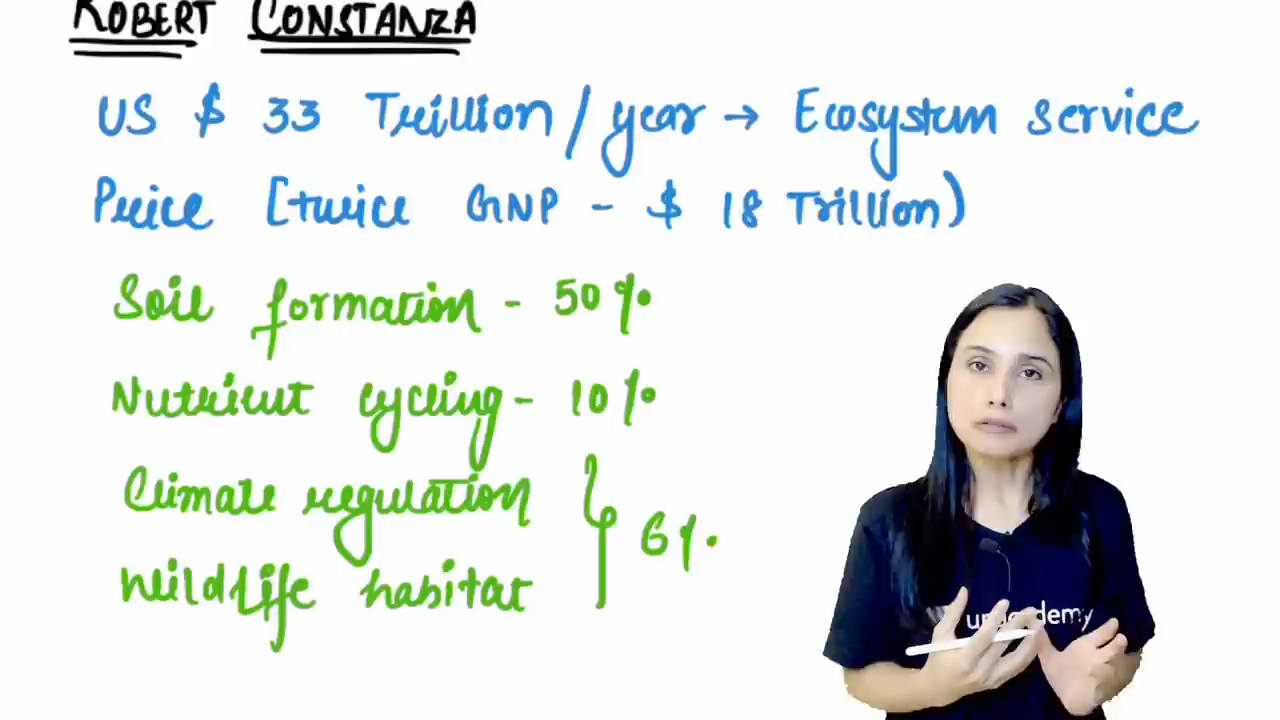 ROBERT CONSTANZA
US $ 33 Trillion/year → Ecosystem service
Price [twice GNP - $ 18 Trillion)
Soil formation - 50%
Nutrient cycling - 10%
Climate regulation
6%
Wildlife habitat